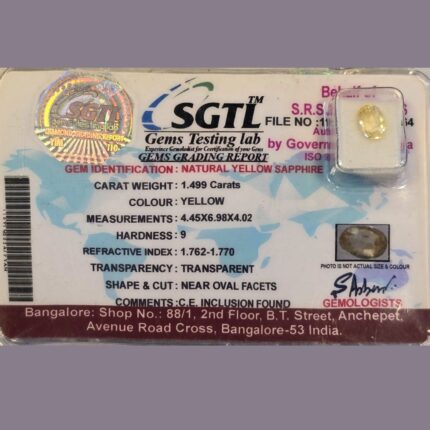 SGTL™
Gems Testing lab
GEMS GRADING REPORT
S.R.S
FILE NO :
by Govern
GEM IDENTIFICATION : NATURAL YELLOW SAPPHIRE
CARAT WEIGHT: 1.499 Carats
COLOUR: YELLOW
MEASUREMENTS: 4.45X6.98X4.02
HARDNESS: 9
REFRACTIVE INDEX: 1.762-1.770
TRANSPARENCY: TRANSPARENT
SHAPE & CUT: NEAR OVAL FACETS
COMMENTS: C.E. INCLUSION FOUND
PHOTO IS NOT ACTUAL SIZE & COLOUR
GEMOLOGISTS
Bangalore: Shop No.: 88/1, 2nd Floor, B.T. Street, Anchepet,
Avenue Road Cross, Bangalore-53 India.
SGTL